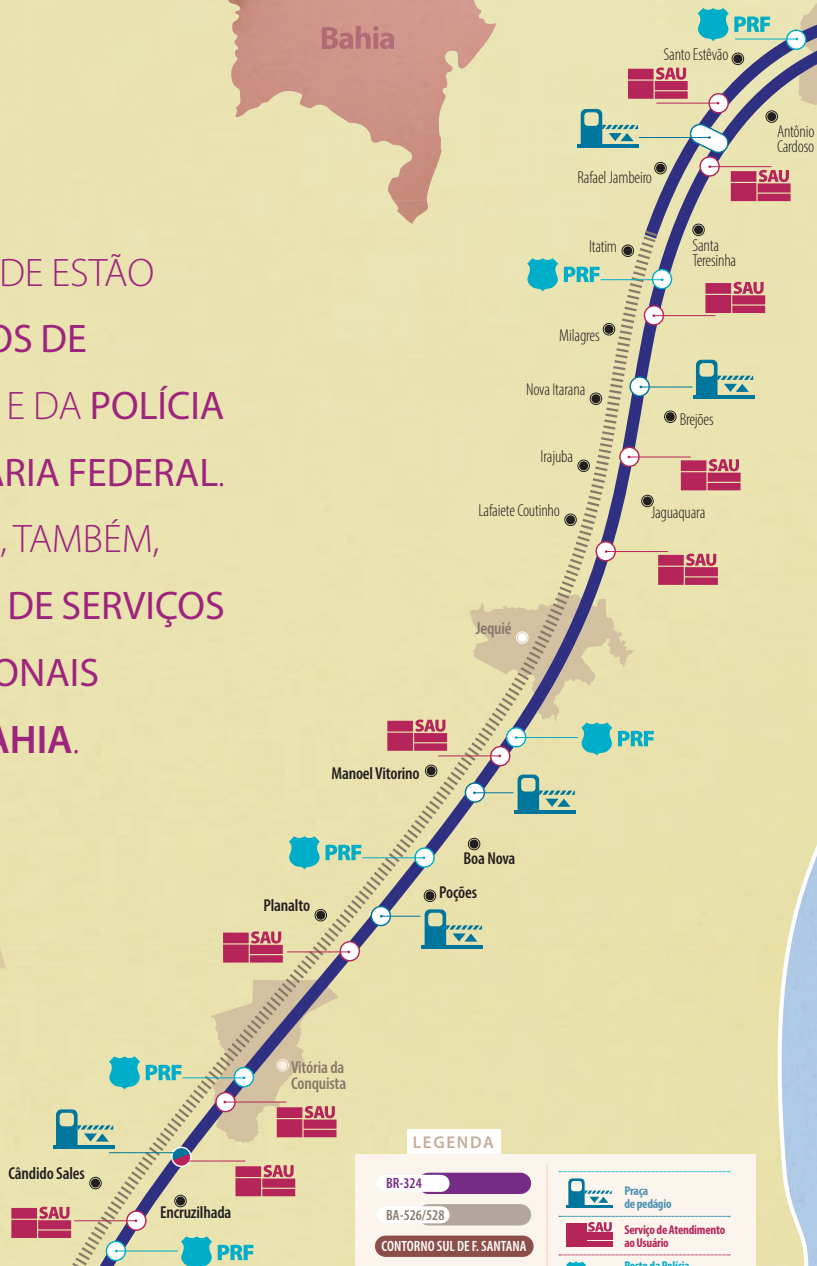 Bahia
PRF
Santo Estêvão
SAU
Antônio
Cardoso
Rafael Jambeiro
SAU
Itatim
Santa
Teresinha
PRF
SAU
Milagres
Nova Itarana
Brejões
Irajuba
SAU
Lafaiete Coutinho
Jaguaquara
SAU
DE ESTÃO
OS DE
E DA POLÍCIA
ÁRIA FEDERAL.
, TAMBÉM,
DE SERVIÇOS
ONAIS
AHIA.
Jequié
SAU
PRF
Manoel Vitorino
PRF
Boa Nova
Planalto
Poções
SAU
PRF
Vitória da
Conquista
SAU
Cândido Sales
SAU
SAU
Encruzilhada
PRF
LEGENDA
BR-324
BA-526/528
CONTORNO SUL DE F. SANTANA
Praça
de pedágio
SAU
Serviço de Atendimento
ao Usuário
Posto da Polícia